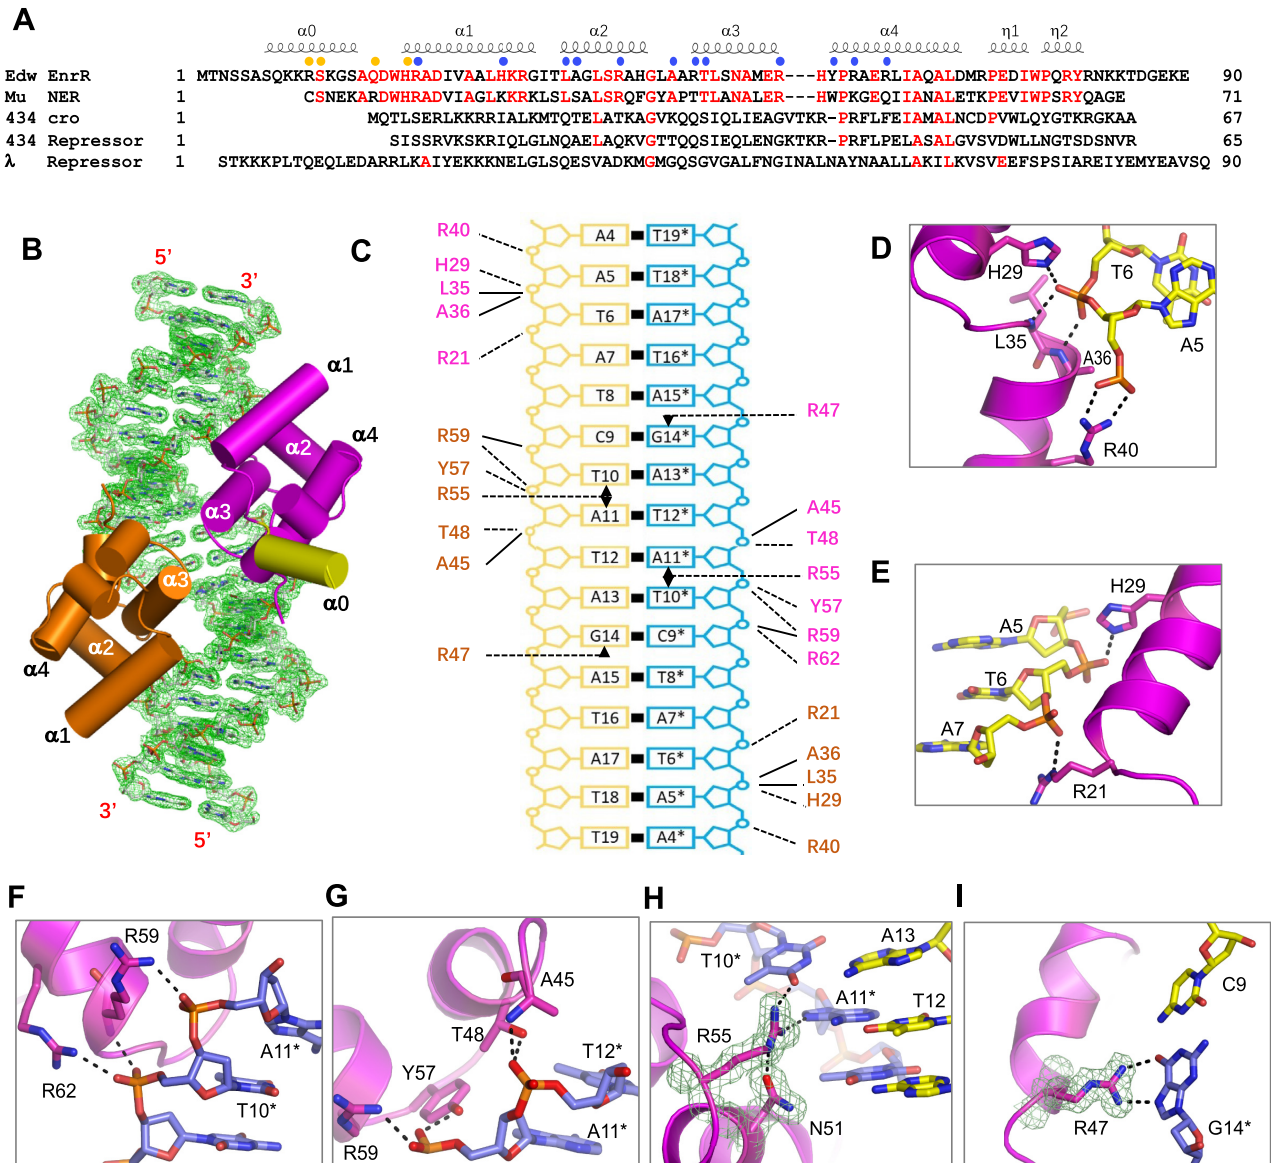 A
α0 α1 α2 α3 α4 η1 η2
Edw EnrR 1 MTNSSASQKKRSKGSAQDWHRADIVAALHKRGITLAGLSRAHGLAARTLSNAMER---HYPRAERLIAQALDMRPEDIWPQRYRNKKTDGEKE 90
Mu NER 1 CSNEKARDWHRADVIAGLKKRKLSLSALSRQFGYAPTTLANALER---HWPKGEQIIANALETKPEVIWPSRYQAGE 71
434 cro 1 MQTLSERLKKRRIALKMTQTELATKAGVKQQSIQLIEAGVTKR-PRFLFEIAMALNCDPVWLQYGTKRGKAA 67
434 Repressor 1 SISSRVKSKRIQLGLNQAELAQKVGTTQQSIEQLENGKTKR-PRFLPELASALGVSVDWLLNGTSDSNVR 65
λ Repressor 1 STKKKPLTQEQLEDARRLKAIYEKKKNELGLSQESVADKMGMGQSGVGALFNGINALNAYNAALLAKILKVSVEEFSPSIAREIYEMYEAVSQ 90
B
5’
3’
α1
α2
α4
α3
α0
α3
α2
α4
α1
3’
5’
C
R40
H29
L35
A36
R21
R59
Y57
R55
T48
A45
R47
A4 T19*
A5 T18*
T6 A17*
A7 T16*
T8 A15*
C9 G14*
T10 A13*
A11 T12*
T12 A11*
A13 T10*
G14 C9*
A15 T8*
T16 A7*
A17 T6*
T18 A5*
T19 A4*
R47
A45
T48
R55
Y57
R59
R62
R21
A36
L35
H29
R40
D
H29
T6
L35
A36
A5
R40
E
H29
A5
T6
A7
R21
F
R59
A11*
R62
T10*
G
A45
T48
T12*
Y57
A11*
R59
H
T10*
A13
A11*
T12
R55
N51
I
C9
R47
G14*